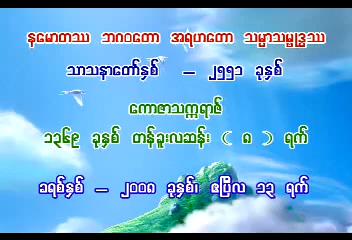 နမောတဿ ဘဂဝတော အရဟတော သမ္မာသမ္ဗုဒ္ဓဿ
သာသနာတော်နှစ် – ၂၅၅၁ ခုနှစ်
ကောဇာသက္ကရာဇ်
၁၃၆၉ ခုနှစ် တန်ခူးလဆန်း ( ၈ ) ရက်
ခရစ်နှစ် – ၂၀၀၈ ခုနှစ်၊ ဧပြီလ ၁၃ ရက်